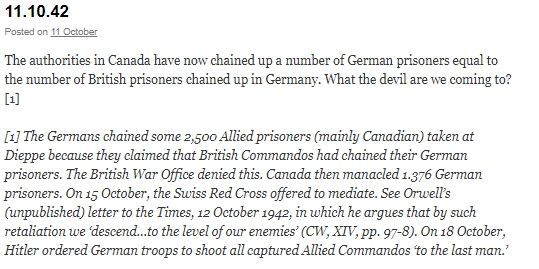 11.10.42
Posted on 11 October
The authorities in Canada have now chained up a number of German prisoners equal to
the number of British prisoners chained up in Germany. What the devil are we coming to?
[1]
[1] The Germans chained some 2,500 Allied prisoners (mainly Canadian) taken at
Dieppe because they claimed that British Commandos had chained their German
prisoners. The British War Office denied this. Canada then manacled 1.376 German
prisoners. On 15 October, the Swiss Red Cross offered to mediate. See Orwell’s
(unpublished) letter to the Times, 12 October 1942, in which he argues that by such
retaliation we ‘descend…to the level of our enemies’ (CW, XIV, pp. 97-8). On 18 October,
Hitler ordered German troops to shoot all captured Allied Commandos ‘to the last man.’